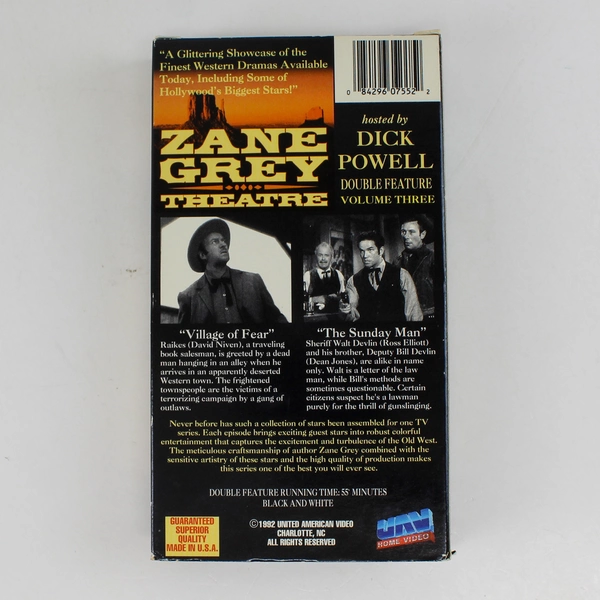 “A Glittering Showcase of the
Finest Western Dramas Available
Today, Including Some of
Hollywood’s Biggest Stars!”
0 84296 07552 2
ZANE
GREY
THEATRE
hosted by
DICK
POWELL
DOUBLE FEATURE
VOLUME THREE
“Village of Fear”
Raikes (David Niven), a traveling
book salesman, is greeted by a dead
man hanging in an alley when he
arrives in an apparently deserted
Western town. The frightened
townspeople are the victims of a
terrorizing campaign by a gang of
outlaws.
“The Sunday Man”
Sheriff Walt Devlin (Ross Elliott)
and his brother, Deputy Bill Devlin
(Dean Jones), are alike in name
only. Walt is a letter of the law
man, while Bill’s methods are
sometimes questionable. Certain
citizens suspect he’s a lawman
purely for the thrill of gunslinging.
Never before has such a collection of stars been assembled for one TV
series. Each episode brings exciting guest stars into robust colorful
entertainment that captures the excitement and turbulence of the Old West.
The meticulous craftsmanship of author Zane Grey combined with the
sensitive artistry of these stars and the high quality of production makes
this series one of the best you will ever see.
DOUBLE FEATURE RUNNING TIME: 55 MINUTES
BLACK AND WHITE
GUARANTEED
SUPERIOR
QUALITY
MADE IN U.S.A.
©1992 UNITED AMERICAN VIDEO
CHARLOTTE, NC
ALL RIGHTS RESERVED
UAV
HOME VIDEO